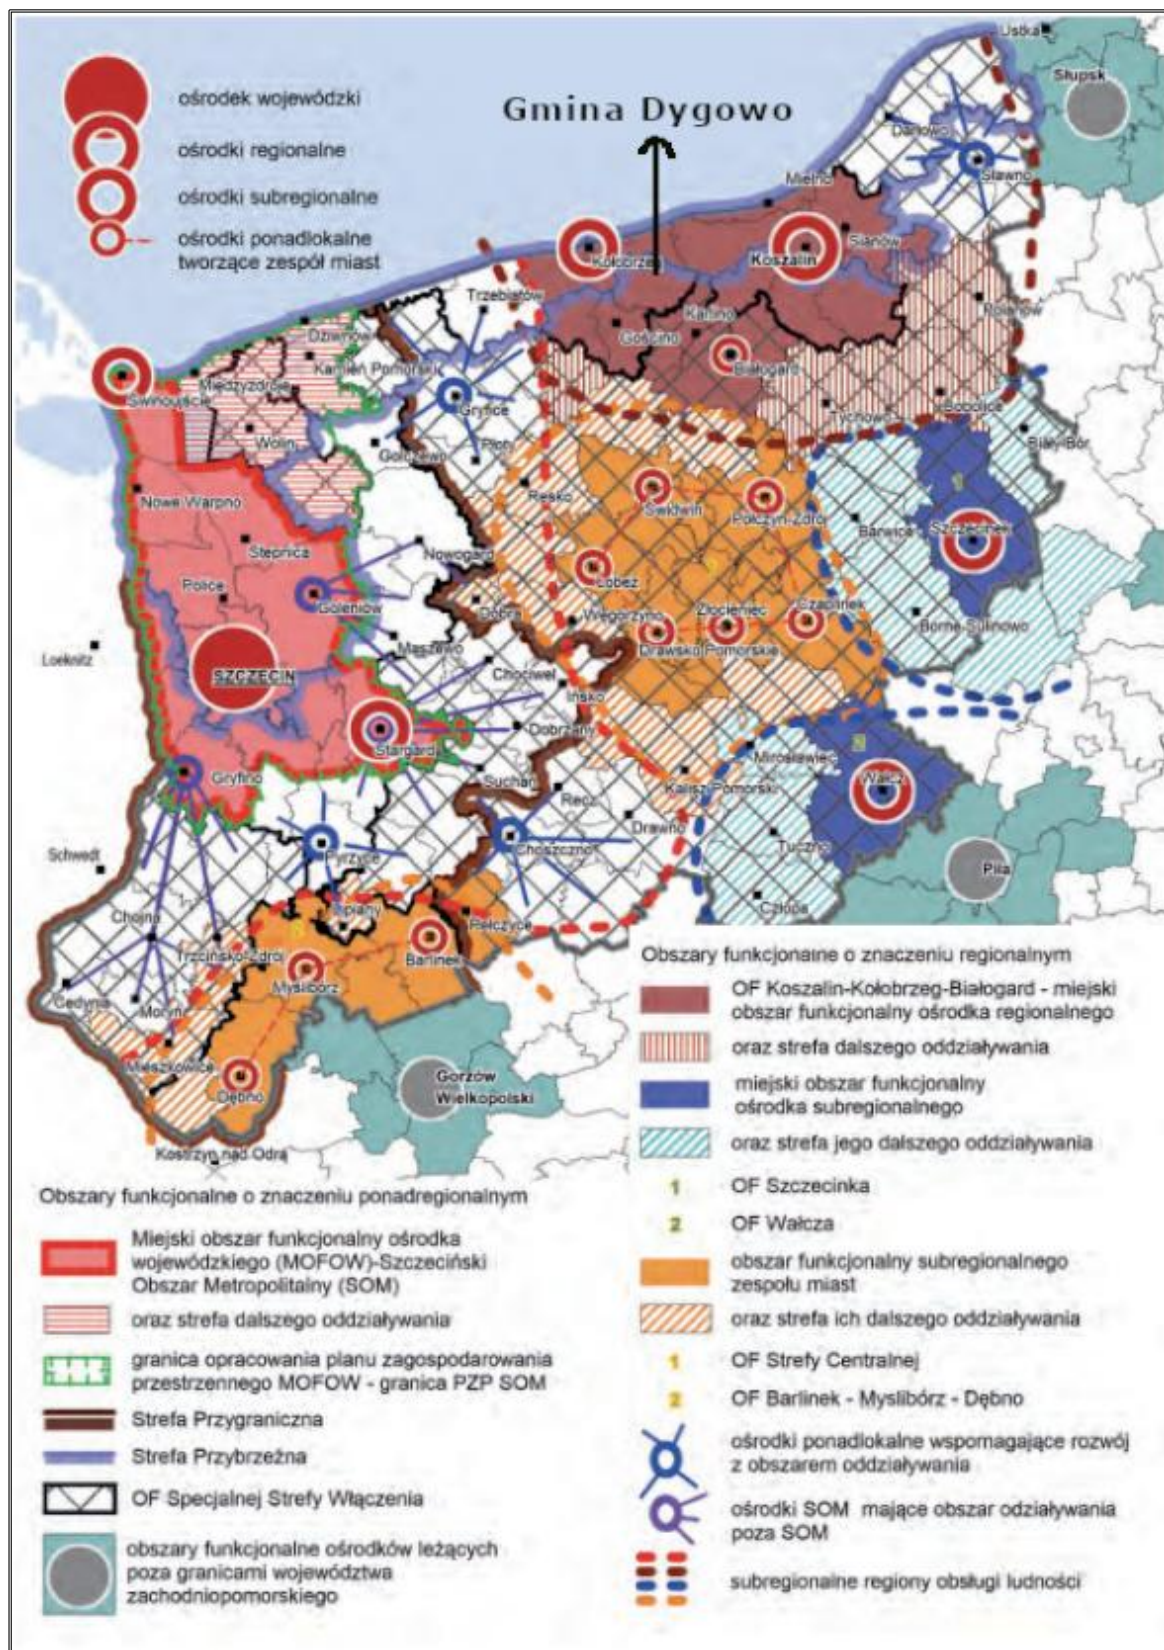 ośrodek wojewódzki
ośrodki regionalne
ośrodki subregionalne
ośrodki ponadlokalne
tworzące zespół miast
Gmina Dygowo
Ustka
Słupsk
Darłowo
Sławno
Mielno
Sianów
Kołobrzeg
Koszalin
Polanów
Trzebiatów
Karlino
Gościno
Białogard
Dziwnów
Kamień Pomorski
Międzyzdroje
Świnoujście
Gryfice
Tychowo
Bobolice
Biały Bór
Wolin
Golczewo
Płoty
Nowe Warpno
Resko
Świdwin
Połczyn-Zdrój
Barwice
Szczecinek
1
Stepnica
Nowogard
Police
Goleniów
Łobez
Dobra
Węgorzyno
Złocieniec
Czaplinek
Borne Sulinowo
Drawsko Pomorskie
Loeknitz
Maszewo
Chociwel
SZCZECIN
Ińsko
Stargard
Dobrzany
Mirosławiec
2
Gryfino
Suchań
Recz
Kalisz Pomorski
Wałcz
Drawno
Schwedt
Pyrzyce
Choszczno
Tuczno
Piła
Człopa
Chojna
Lipiany
Pełczyce
Trzcińsko-Zdrój
Barlinek
Myślibórz
Cedynia
Moryń
Mieszkowice
Dębno
Gorzów
Wielkopolski
Kostrzyn nad Odrą
Obszary funkcjonalne o znaczeniu ponadregionalnym
Miejski obszar funkcjonalny ośrodka
wojewódzkiego (MOFOW)-Szczeciński
Obszar Metropolitalny (SOM)
oraz strefa dalszego oddziaływania
granica opracowania planu zagospodarowania
przestrzennego MOFOW - granica PZP SOM
Strefa Przygraniczna
Strefa Przybrzeżna
OF Specjalnej Strefy Włączenia
obszary funkcjonalne ośrodków leżących
poza granicami województwa
zachodniopomorskiego
Obszary funkcjonalne o znaczeniu regionalnym
OF Koszalin-Kołobrzeg-Białogard - miejski
obszar funkcjonalny ośrodka regionalnego
oraz strefa dalszego oddziaływania
miejski obszar funkcjonalny
ośrodka subregionalnego
oraz strefa jego dalszego oddziaływania
1 OF Szczecinka
2 OF Wałcza
obszar funkcjonalny subregionalnego
zespołu miast
oraz strefa ich dalszego oddziaływania
1 OF Strefy Centralnej
2 OF Barlinek - Myslibórz - Dębno
ośrodki ponadlokalne wspomagające rozwój
z obszarem oddziaływania
ośrodki SOM mające obszar odziaływania
poza SOM
subregionalne regiony obsługi ludności